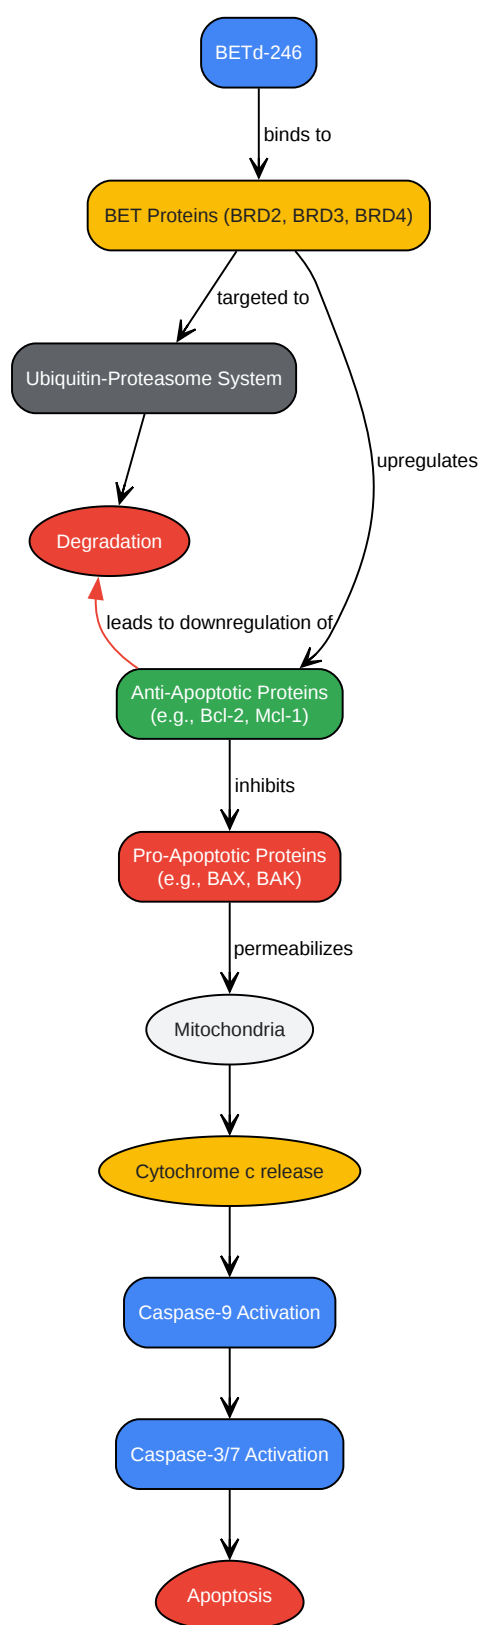 BETd-246
binds to
BET Proteins (BRD2, BRD3, BRD4)
targeted to
Ubiquitin-Proteasome System
upregulates
Degradation
leads to downregulation of
Anti-Apoptotic Proteins
(e.g., Bcl-2, Mcl-1)
inhibits
Pro-Apoptotic Proteins
(e.g., BAX, BAK)
permeabilizes
Mitochondria
Cytochrome c release
Caspase-9 Activation
Caspase-3/7 Activation
Apoptosis